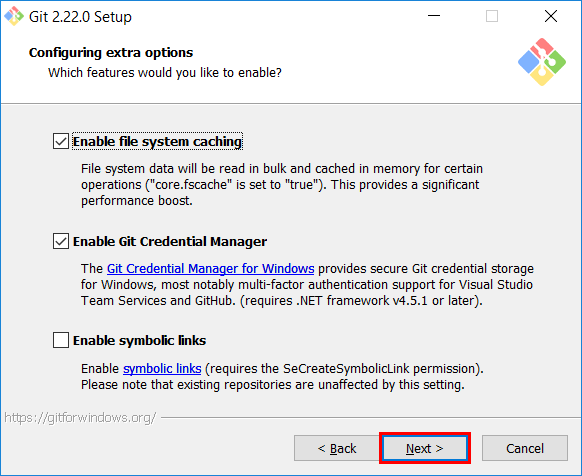 Git 2.22.0 Setup
Configuring extra options
Which features would you like to enable?
Enable file system caching
File system data will be read in bulk and cached in memory for certain
operations ("core.fscache" is set to "true"). This provides a significant
performance boost.
Enable Git Credential Manager
The Git Credential Manager for Windows provides secure Git credential storage
for Windows, most notably multi-factor authentication support for Visual Studio
Team Services and GitHub. (requires .NET framework v4.5.1 or later).
Enable symbolic links
Enable symbolic links (requires the SeCreateSymbolicLink permission).
Please note that existing repositories are unaffected by this setting.
https://gitforwindows.org/
< Back
Next >
Cancel